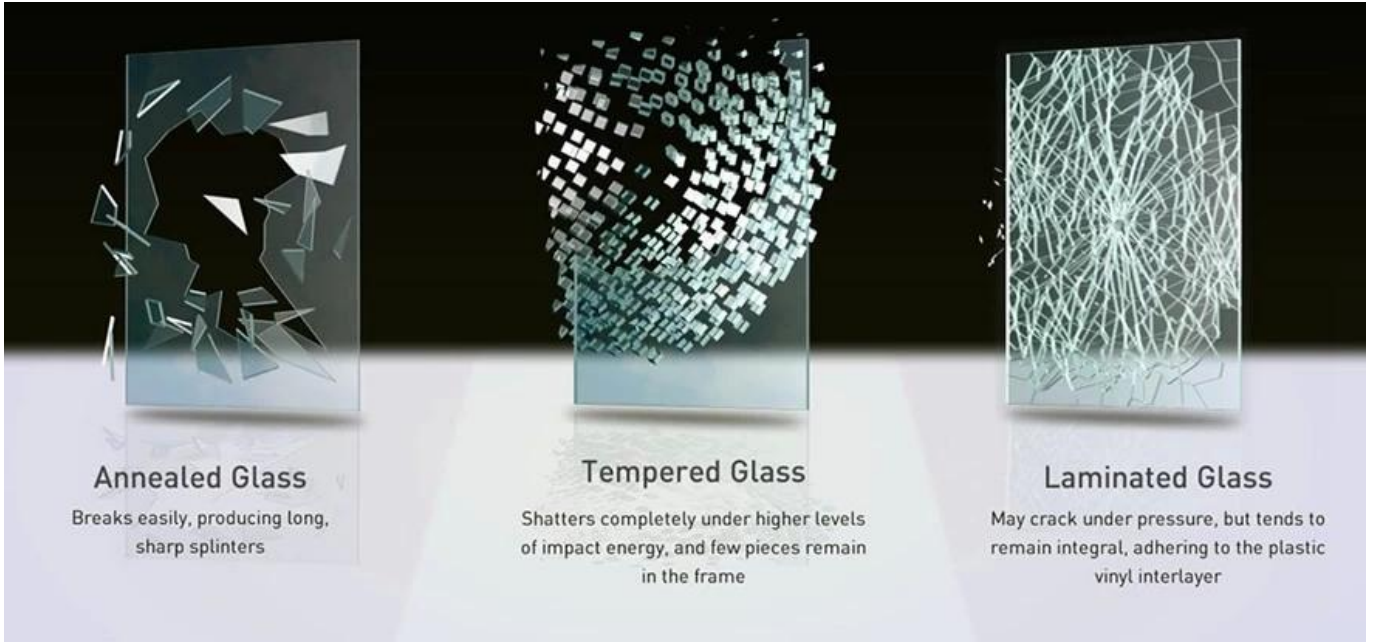 Annealed Glass
Breaks easily, producing long,
sharp splinters
Tempered Glass
Shatters completely under higher levels
of impact energy, and few pieces remain
in the frame
Laminated Glass
May crack under pressure, but tends to
remain integral, adhering to the plastic
vinyl interlayer